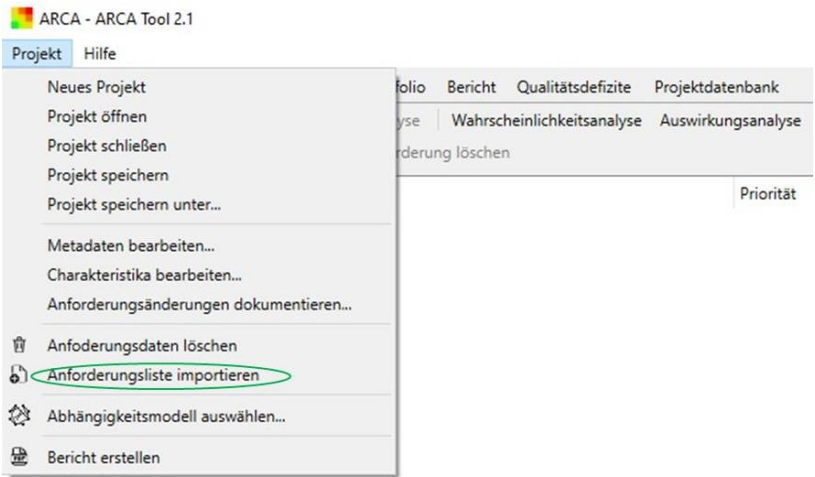 ARCA - ARCA Tool 2.1
Projekt Hilfe
Neues Projekt
Projekt öffnen
Projekt schließen
Projekt speichern
Projekt speichern unter...
Metadaten bearbeiten...
Charakteristika bearbeiten...
Anforderungsänderungen dokumentieren...
Anfoderungsdaten löschen
Anforderungsliste importieren
Abhängigkeitsmodell auswählen...
Bericht erstellen
folio Bericht Qualitätsdefizite Projektdatenbank
lyse Wahrscheinlichkeitsanalyse Auswirkungsanalyse
rderung löschen
Priorität